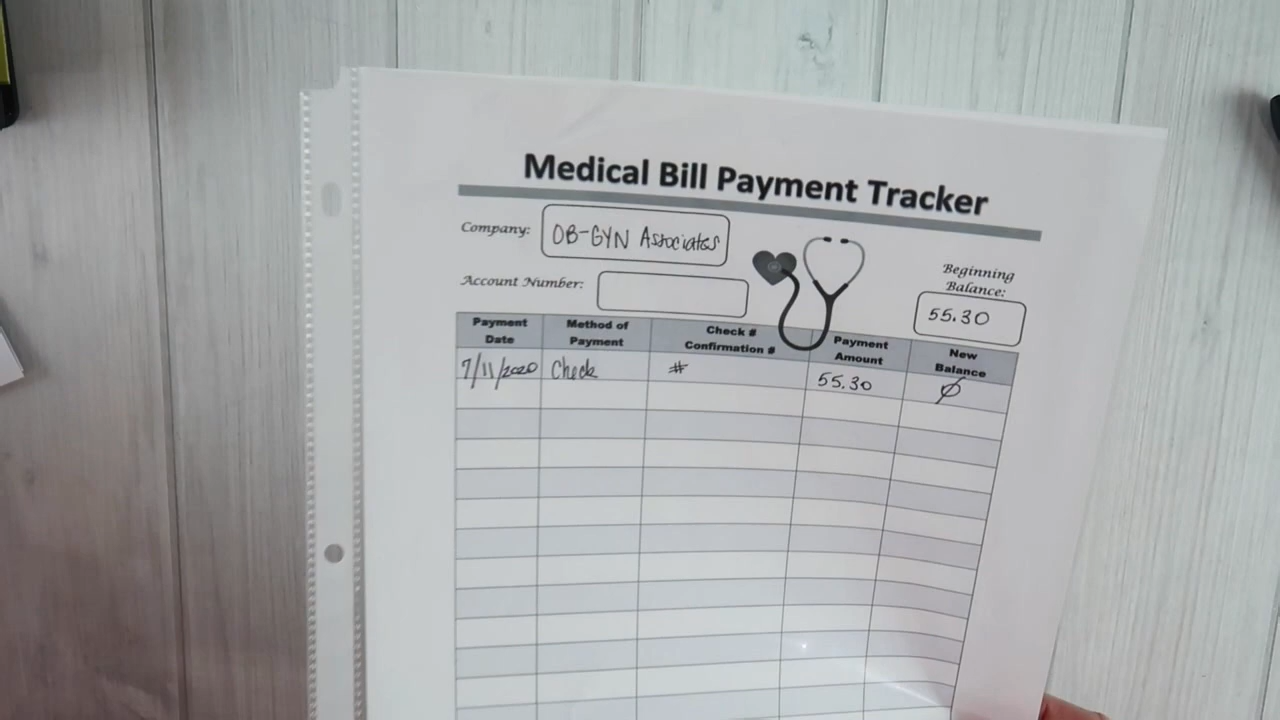 Medical Bill Payment Tracker
Company: OB-GYN Associates
Account Number:
Beginning Balance: 55.30
Payment Date Method of Payment Check # Confirmation # Payment Amount New Balance
7/11/2020 Check # 55.30 Ø